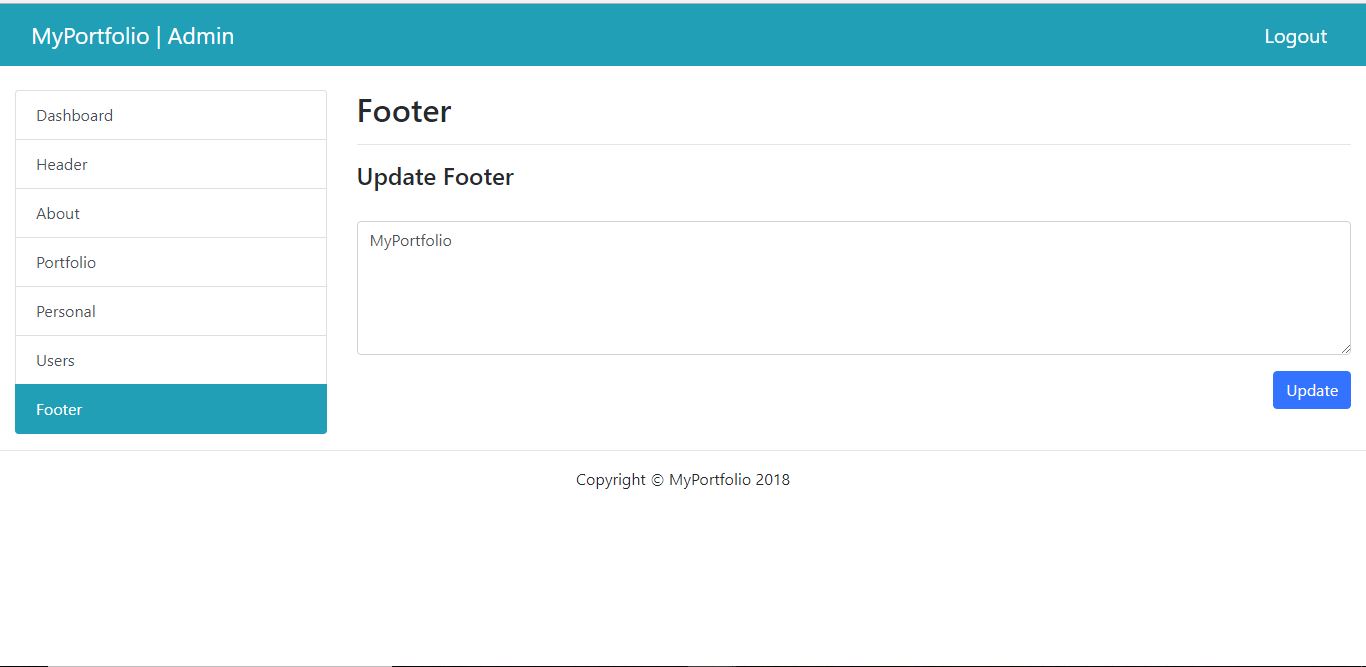 MyPortfolio | Admin
Logout
Dashboard
Header
About
Portfolio
Personal
Users
Footer
Footer
Update Footer
MyPortfolio
Update
Copyright © MyPortfolio 2018